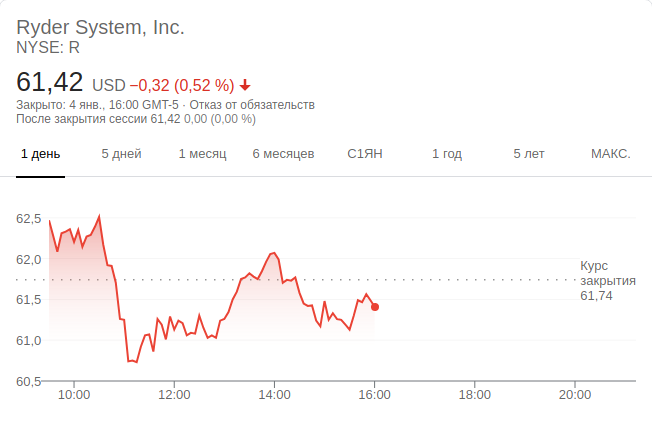 Ryder System, Inc.
NYSE: R
61,42 USD −0,32 (0,52 %)
Закрыто: 4 янв., 16:00 GMT-5 · Отказ от обязательств
После закрытия сессии 61,42 0,00 (0,00 %)
1 день 5 дней 1 месяц 6 месяцев С1ЯН 1 год 5 лет МАКС.
62,5
62,0
61,5
61,0
60,5
Курс
закрытия
61,74
10:00 12:00 14:00 16:00 18:00 20:00